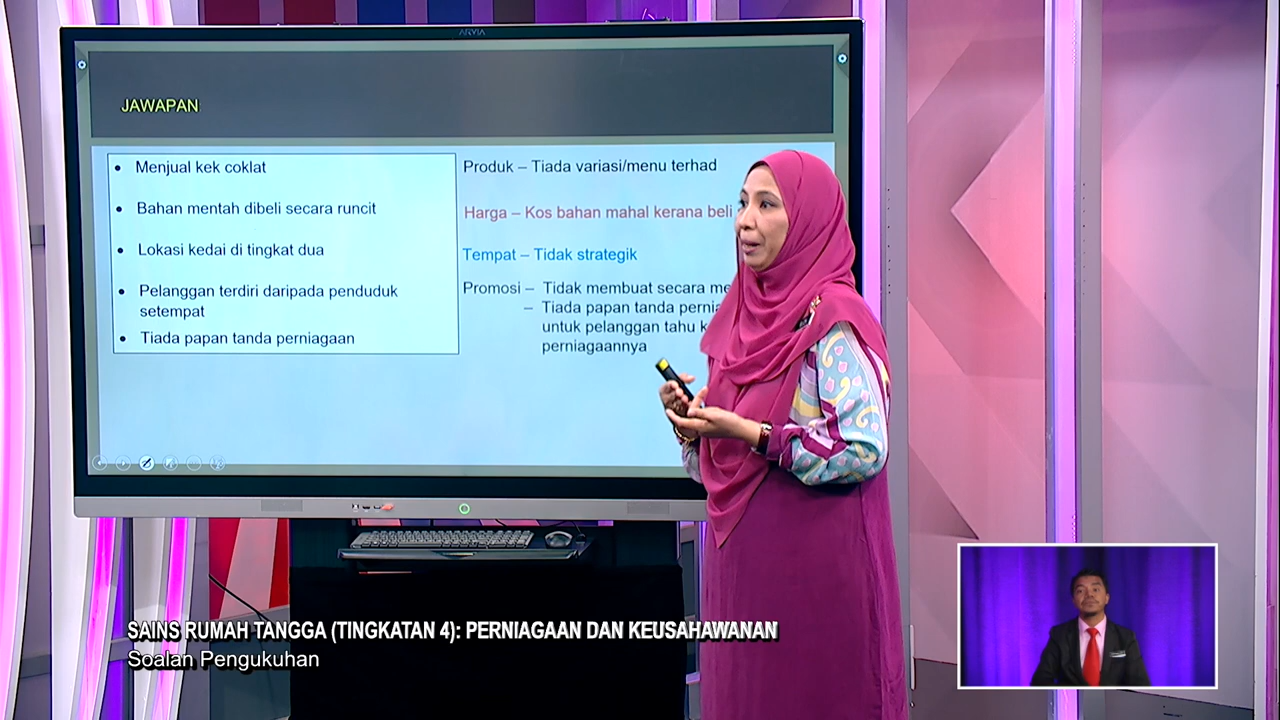 ARVIA
JAWAPAN
• Menjual kek coklat
• Bahan mentah dibeli secara runcit
• Lokasi kedai di tingkat dua
• Pelanggan terdiri daripada penduduk
setempat
• Tiada papan tanda perniagaan
Produk – Tiada variasi/menu terhad
Harga – Kos bahan mahal kerana beli
Tempat – Tidak strategik
Promosi – Tidak membuat secara
– Tiada papan tanda
untuk pelanggan tahu
perniagaannya
SAINS RUMAH TANGGA (TINGKATAN 4): PERNIAGAAN DAN KEUSAHAWANAN
Soalan Pengukuhan